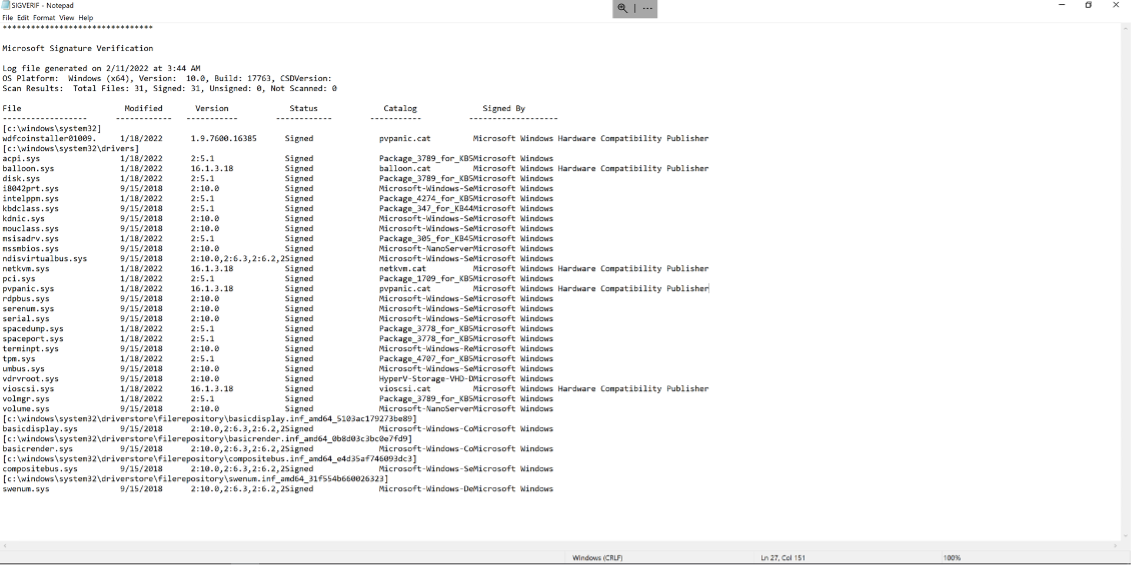 SIGVERIF - Notepad
File Edit Format View Help
********************************
Microsoft Signature Verification
Log file generated on 2/11/2022 at 3:44 AM
OS Platform:  Windows (x64), Version:  10.0, Build: 17763, CSDVersion:
Scan Results:  Total Files: 31, Signed: 31, Unsigned: 0, Not Scanned: 0
File Modified Version Status Catalog Signed By
------------------ ------------ ----------- ------------ ----------- -------------------
[c:\windows\system32]
wdfcoinstaller01009. 1/18/2022 1.9.7600.16385 Signed pvpanic.cat Microsoft Windows Hardware Compatibility Publisher
[c:\windows\system32\drivers]
acpi.sys 1/18/2022 2:5.1 Signed Package_3789_for_KB5Microsoft Windows
balloon.sys 1/18/2022 16.1.3.18 Signed balloon.cat Microsoft Windows Hardware Compatibility Publisher
disk.sys 1/18/2022 2:5.1 Signed Package_3789_for_KB5Microsoft Windows
i8042prt.sys 9/15/2018 2:10.0 Signed Microsoft-Windows-SeMicrosoft Windows
intelppm.sys 1/18/2022 2:5.1 Signed Package_4274_for_KB5Microsoft Windows
kbdclass.sys 9/15/2018 2:5.1 Signed Package_347_for_KB44Microsoft Windows
kdnic.sys 9/15/2018 2:10.0 Signed Microsoft-Windows-SeMicrosoft Windows
mouclass.sys 9/15/2018 2:10.0 Signed Microsoft-Windows-SeMicrosoft Windows
msisadrv.sys 9/15/2018 2:5.1 Signed Package_305_for_KB45Microsoft Windows
mssmbios.sys 9/15/2018 2:10.0 Signed Microsoft-NanoServerMicrosoft Windows
ndisvirtualbus.sys 9/15/2018 2:10.0,2:6.3,2:6.2,2Signed Microsoft-Windows-SeMicrosoft Windows
netkvm.sys 1/18/2022 16.1.3.18 Signed netkvm.cat Microsoft Windows Hardware Compatibility Publisher
pci.sys 1/18/2022 2:5.1 Signed Package_1709_for_KB5Microsoft Windows
pvpanic.sys 1/18/2022 16.1.3.18 Signed pvpanic.cat Microsoft Windows Hardware Compatibility Publisher
rdpbus.sys 9/15/2018 2:10.0 Signed Microsoft-Windows-SeMicrosoft Windows
serenum.sys 9/15/2018 2:10.0 Signed Microsoft-Windows-SeMicrosoft Windows
serial.sys 9/15/2018 2:10.0 Signed Microsoft-Windows-SeMicrosoft Windows
spacedump.sys 1/18/2022 2:5.1 Signed Package_3778_for_KB5Microsoft Windows
spaceport.sys 1/18/2022 2:5.1 Signed Package_3778_for_KB5Microsoft Windows
terminpt.sys 9/15/2018 2:10.0 Signed Microsoft-Windows-ReMicrosoft Windows
tpm.sys 1/18/2022 2:5.1 Signed Package_4707_for_KB5Microsoft Windows
umbus.sys 9/15/2018 2:10.0 Signed Microsoft-Windows-SeMicrosoft Windows
vdrvroot.sys 9/15/2018 2:10.0 Signed HyperV-Storage-VHD-DMicrosoft Windows
vioscsi.sys 1/18/2022 16.1.3.18 Signed vioscsi.cat Microsoft Windows Hardware Compatibility Publisher
volmgr.sys 1/18/2022 2:5.1 Signed Package_3789_for_KB5Microsoft Windows
volume.sys 9/15/2018 2:10.0 Signed Microsoft-NanoServerMicrosoft Windows
[c:\windows\system32\driverstore\filerepository\basicdisplay.inf_amd64_5103ac179273be89]
basicdisplay.sys 9/15/2018 2:10.0,2:6.3,2:6.2,2Signed Microsoft-Windows-CoMicrosoft Windows
[c:\windows\system32\driverstore\filerepository\basicrender.inf_amd64_0b8d03c3bc0e7fd9]
basicrender.sys 9/15/2018 2:10.0,2:6.3,2:6.2,2Signed Microsoft-Windows-CoMicrosoft Windows
[c:\windows\system32\driverstore\filerepository\compositebus.inf_amd64_e4d35af746093dc3]
compositebus.sys 9/15/2018 2:10.0,2:6.3,2:6.2,2Signed Microsoft-Windows-SeMicrosoft Windows
[c:\windows\system32\driverstore\filerepository\swenum.inf_amd64_31f554b660026323]
swenum.sys 9/15/2018 2:10.0,2:6.3,2:6.2,2Signed Microsoft-Windows-DeMicrosoft Windows
Windows (CRLF) Ln 27, Col 151 100%